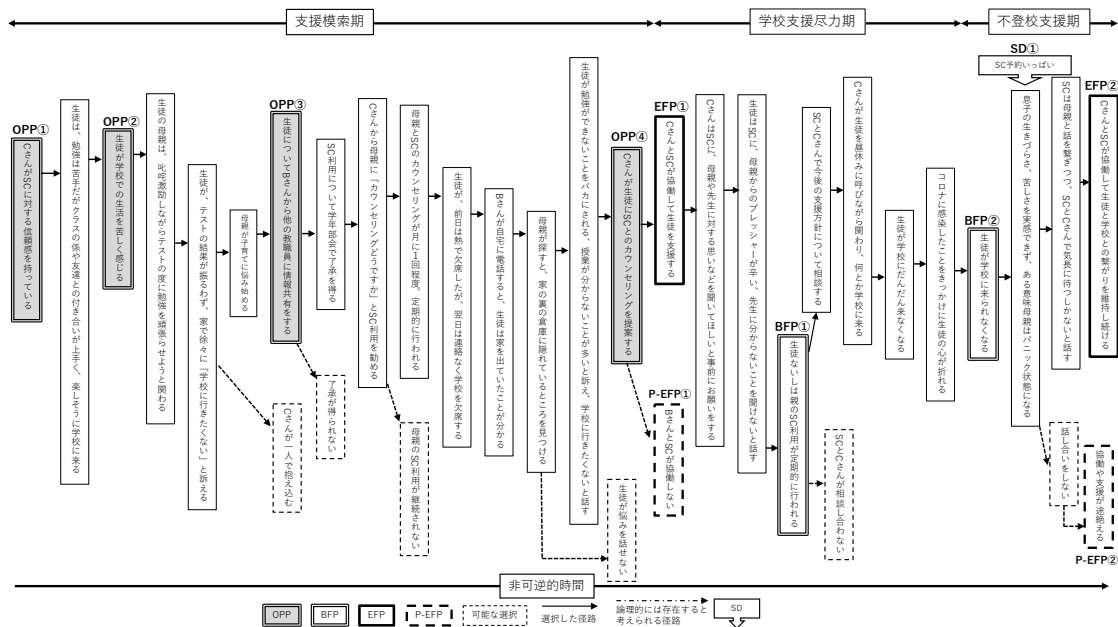 支援模索期
学校支援尽力期
不登校支援期
SD①
SC予約いっぱい
OPP①
CさんがSCに対する信頼感を持っている
生徒は、勉強は苦手だがクラスの係や友達との付き合いが上手く、楽しそうに学校に来る
OPP②
生徒が学校での生活を苦しく感じる
生徒の母親は、叱咤激励しながらテストの度に勉強を頑張らせようと関わる
生徒が、テストの結果が振るわず、家で徐々に「学校に行きたくない」と訴える
母親が子育てに悩み始める
OPP③
生徒についてBさんから他の教職員に情報共有をする
Cさんが一人で抱え込む
SC利用について学年部会で了承を得る
了承が得られない
Cさんから母親に「カウンセリングどうですか」とSC利用を勧める
母親とSCのカウンセリングが月に1回程度、定期的に行われる
母親のSC利用が継続されない
生徒が、前日は熱で欠席したが、翌日は連絡なく学校を欠席する
Bさんが自宅に電話すると、生徒は家を出ていたことが分かる
母親が探すと、家の裏の倉庫に隠れているところを見つける
生徒が勉強ができないことをバカにされる、授業が分からないことが多いと訴え、学校に行きたくないと話す
生徒が悩みを話せない
OPP④
Cさんが生徒にSCとのカウンセリングを提案する
EFP①
CさんとSCが協働して生徒を支援する
P-EFP①
BさんとSCが協働しない
CさんはSCに、母親や先生に対する思いなどを聞いてほしいと事前にお願いをする
生徒はSCに、母親からのプレッシャーが辛い、先生に分からないことを聞けないと話す
BFP①
生徒ないしは親のSC利用が定期的に行われる
SCとCさんで今後の支援方針について相談する
SCとCさんが相談し合わない
Cさんが生徒を昼休みに呼びながら関わり、何とか学校に来る
生徒が学校にだんだん来なくなる
コロナに感染したことをきっかけに生徒の心が折れる
BFP②
生徒が学校に来られなくなる
息子の生きづらさ、苦しさを実感できず、ある意味母親はパニック状態になる
SCは母親と話を繋ぎつつ、SCとCさんで気長に待つしかないと話す
話し合いをしない
EFP②
CさんとSCが協働して生徒と学校との繋がりを維持し続ける
協働や支援が途絶える
P-EFP②
非可逆的時間
OPP
BFP
EFP
P-EFP
可能な選択
選択した径路
論理的には存在すると
考えられる径路
SD